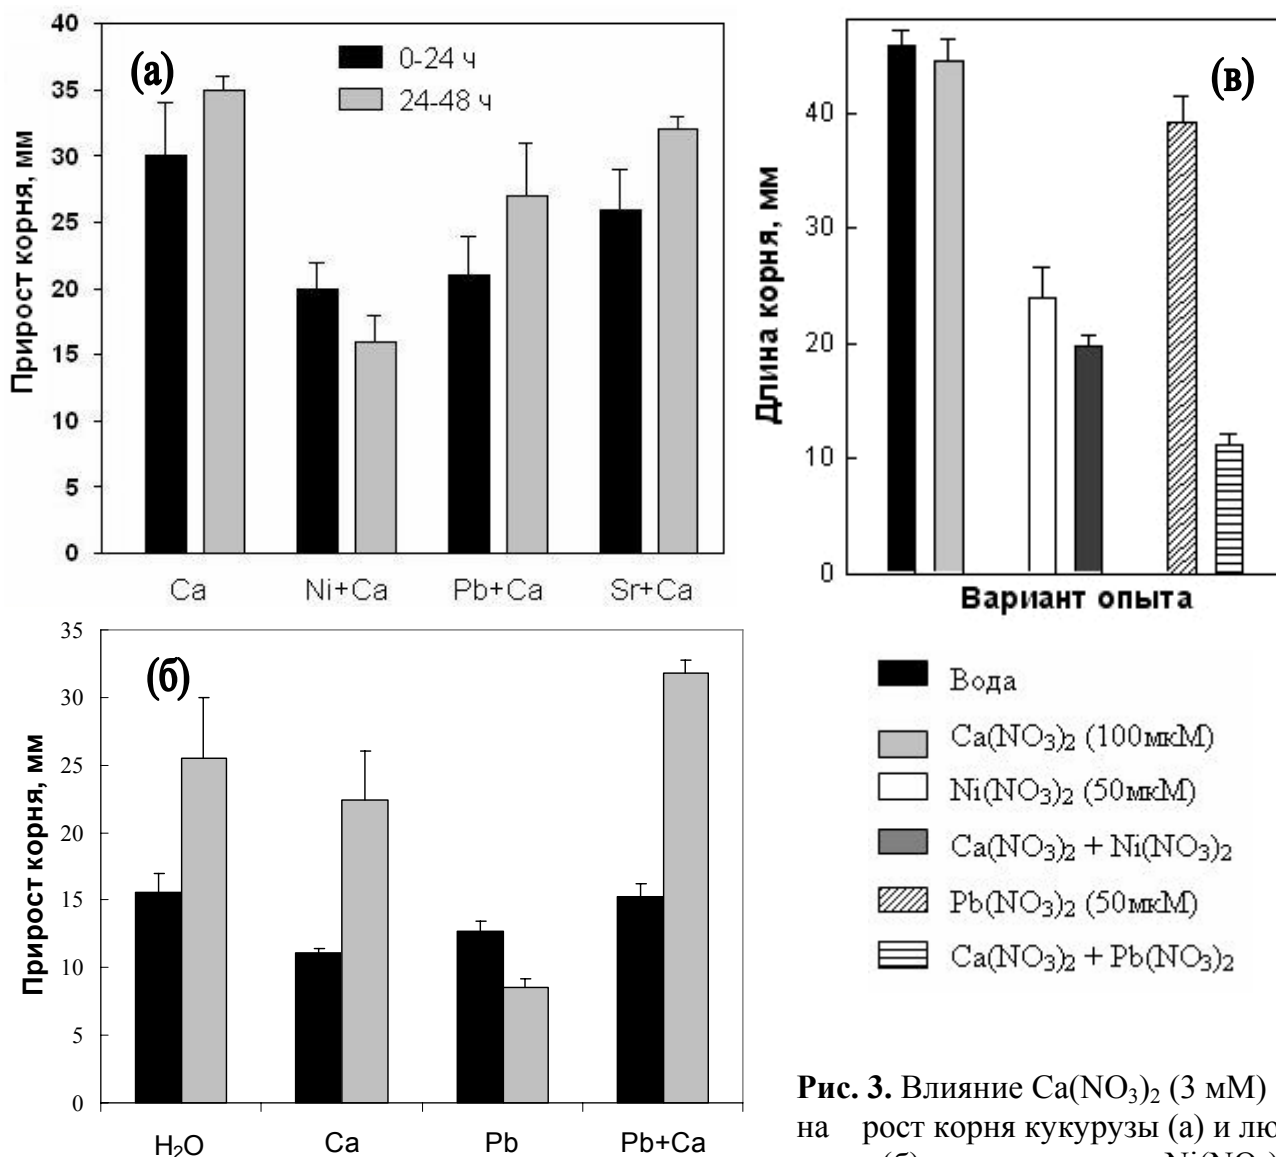 (а)
0-24 ч
24-48 ч
Прирост корня, мм
40
35
30
25
20
15
10
5
0
Ca
Ni+Ca
Pb+Ca
Sr+Ca
(в)
Длина корня, мм
40
30
20
10
0
Вариант опыта
Вода
Ca(NO₃)₂ (100мкМ)
Ni(NO₃)₂ (50мкМ)
Ca(NO₃)₂ + Ni(NO₃)₂
Pb(NO₃)₂ (50мкМ)
Ca(NO₃)₂ + Pb(NO₃)₂
(б)
Прирост корня, мм
35
30
25
20
15
10
5
0
H₂O
Ca
Pb
Pb+Ca
Рис. 3. Влияние Ca(NO₃)₂ (3 мМ)
на рост корня кукурузы (а) и лю